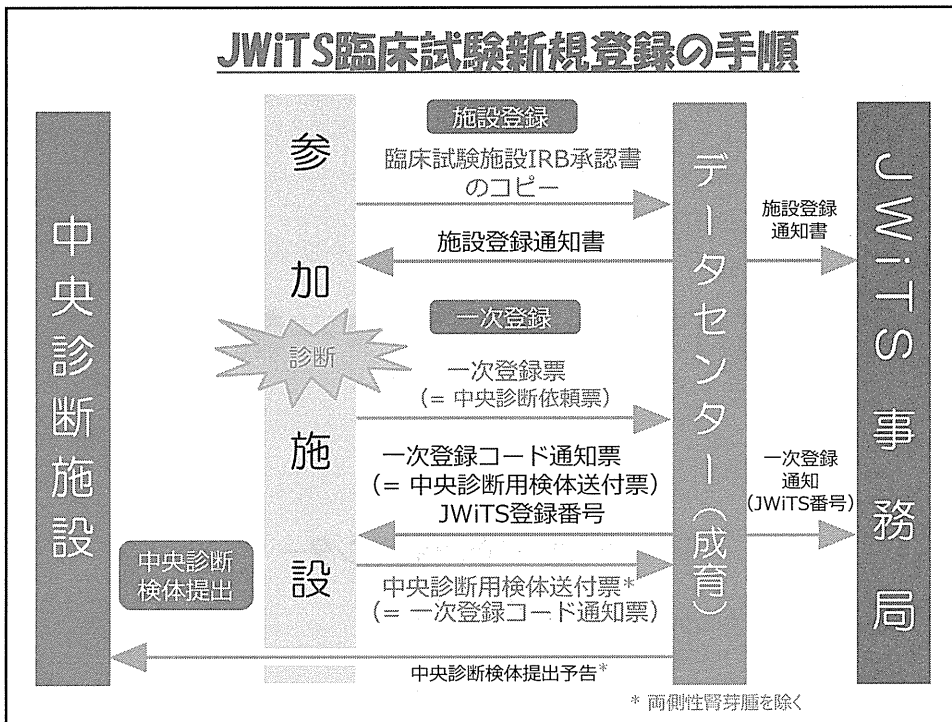 JWiTS臨床試験新規登録の手順
中央診断施設
参加施設
データセンター(成育)
JWiTS事務局
施設登録
臨床試験施設IRB承認書
のコピー
施設登録通知書
施設登録
通知書
一次登録
診断
一次登録票
(= 中央診断依頼票)
一次登録コード通知票
(= 中央診断用検体送付票)
JWiTS登録番号
一次登録
通知
(JWiTS番号)
中央診断
検体提出
中央診断用検体送付票*
(= 一次登録コード通知票)
中央診断検体提出予告*
* 両側性腎芽腫を除く